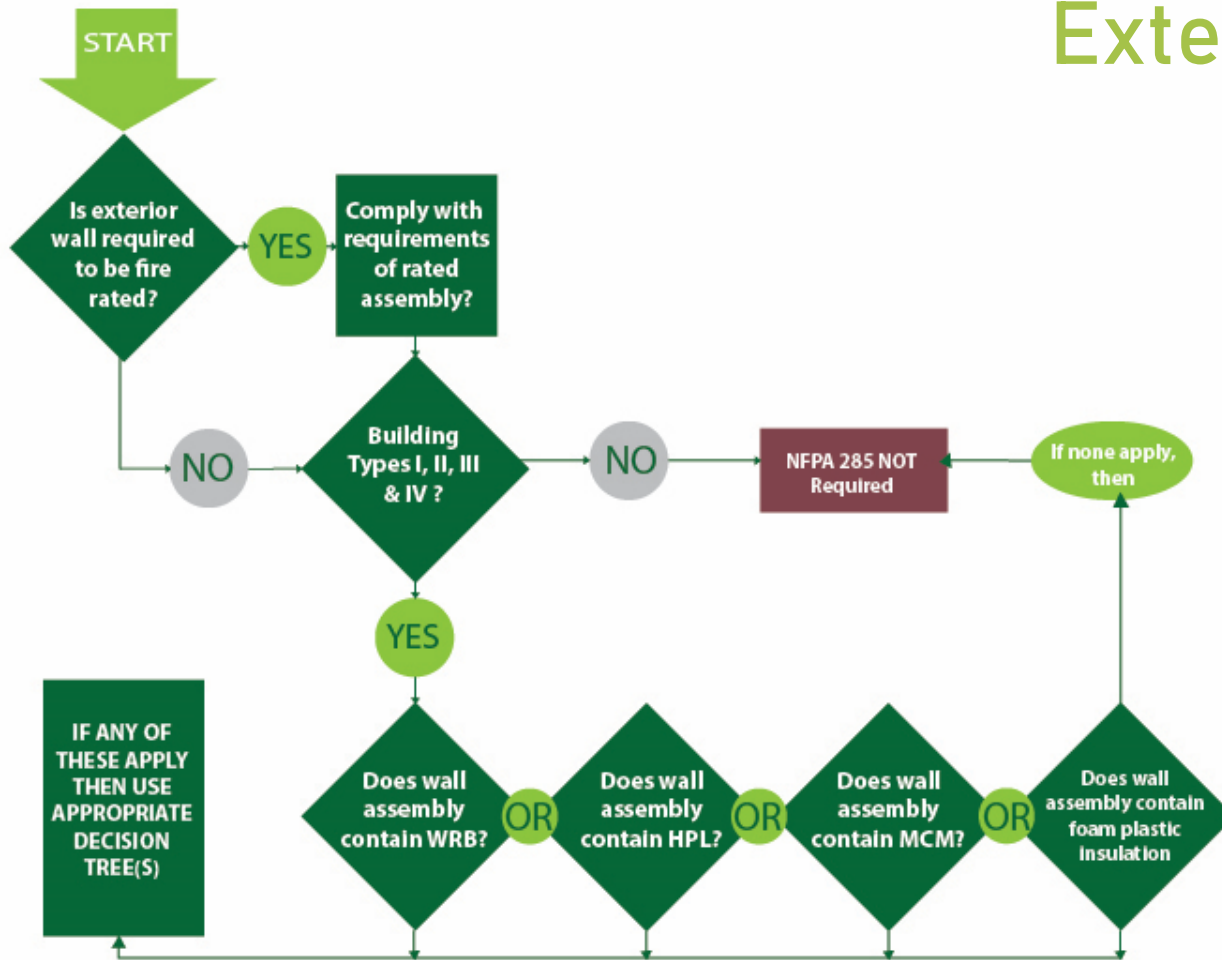 START
Exte
Is exterior
wall required
to be fire
rated?
YES
Comply with
requirements
of rated
assembly?
NO
Building
Types I, II, III
& IV ?
NO
NFPA 285 NOT
Required
If none apply,
then
YES
IF ANY OF
THESE APPLY
THEN USE
APPROPRIATE
DECISION
TREE(S)
Does wall
assembly
contain WRB?
OR
Does wall
assembly
contain HPL?
OR
Does wall
assembly
contain MCM?
OR
Does wall
assembly contain
foam plastic
insulation